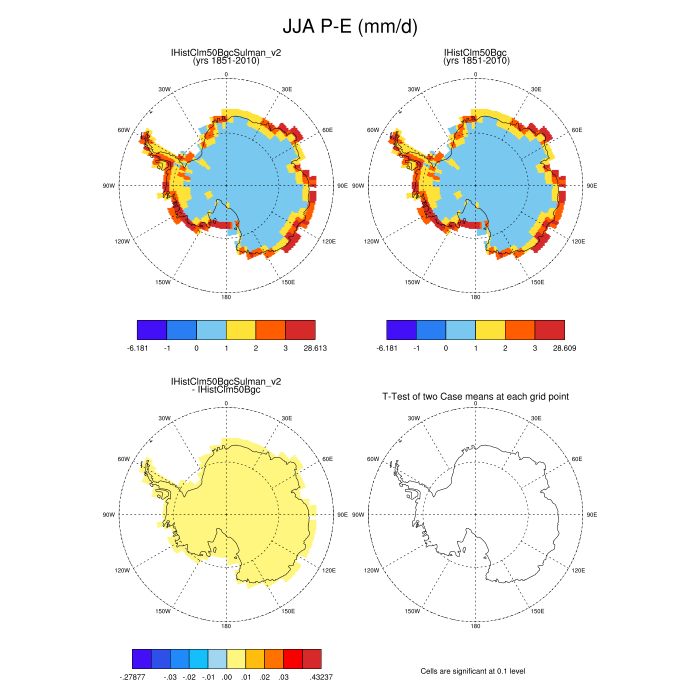 JJA P-E (mm/d)
IHistClm50BgcSulman_v2
(yrs 1851-2010)
IHistClm50Bgc
(yrs 1851-2010)
0
30W
30E
60W
60E
90W
90E
120W
120E
150W
150E
180
0
30W
30E
60W
60E
90W
90E
120W
120E
150W
150E
180
-6.181 -1 0 1 2 3 28.613
-6.181 -1 0 1 2 3 28.609
IHistClm50BgcSulman_v2
- IHistClm50Bgc
T-Test of two Case means at each grid point
0
30W
30E
60W
60E
90W
90E
120W
120E
150W
150E
180
0
30W
30E
60W
60E
90W
90E
120W
120E
150W
150E
180
-.27877 -.03 -.02 -.01 .00 .01 .02 .03 .43237
Cells are significant at 0.1 level